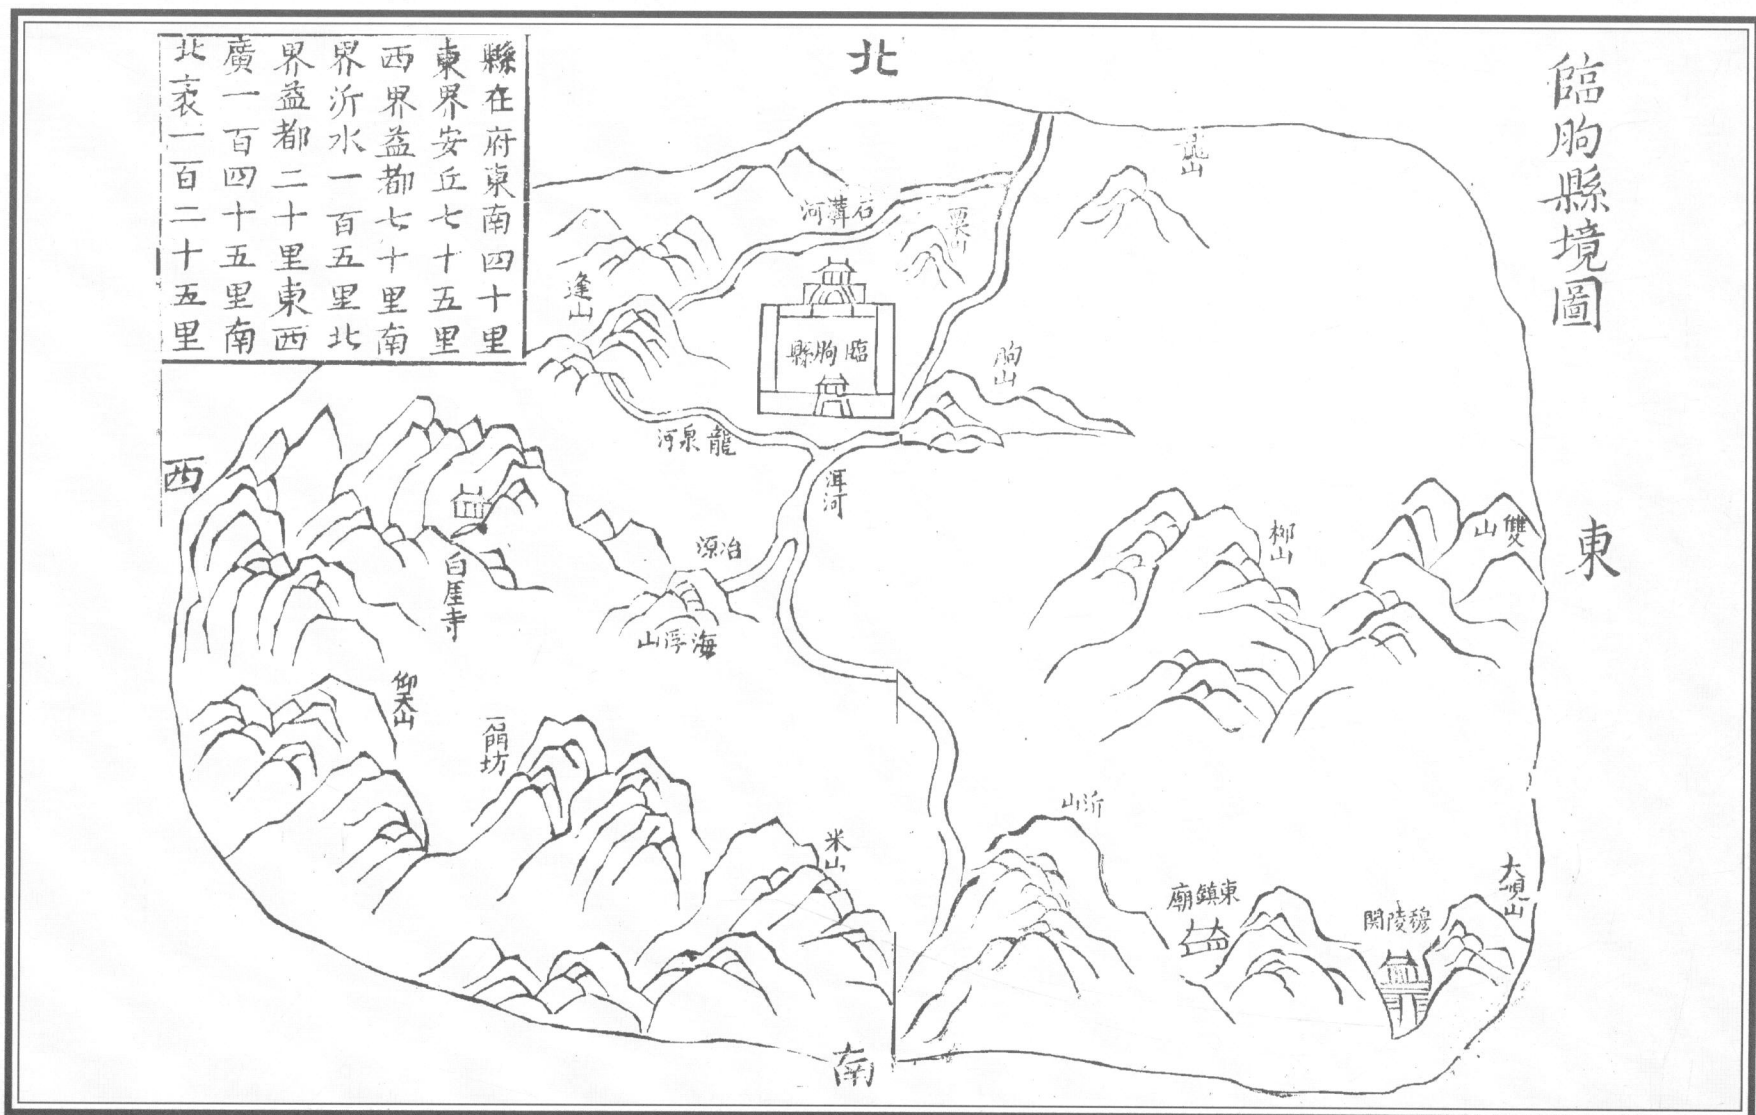 臨朐縣境圖
北
縣在府東南四十里
東界安丘七十五里
西界益都七十里南
界沂水一百五里北
界益都二十里東西
廣一百四十五里南
北袤一百二十五里
石溝河
粟山
逄山
臨朐縣
朐山
龍泉河
洱河
西
白厓寺
冶源
海浮山
柳山
雙山
東
仰天山
坊
沂山
米山
東鎮廟
穆陵關
大峴山
南